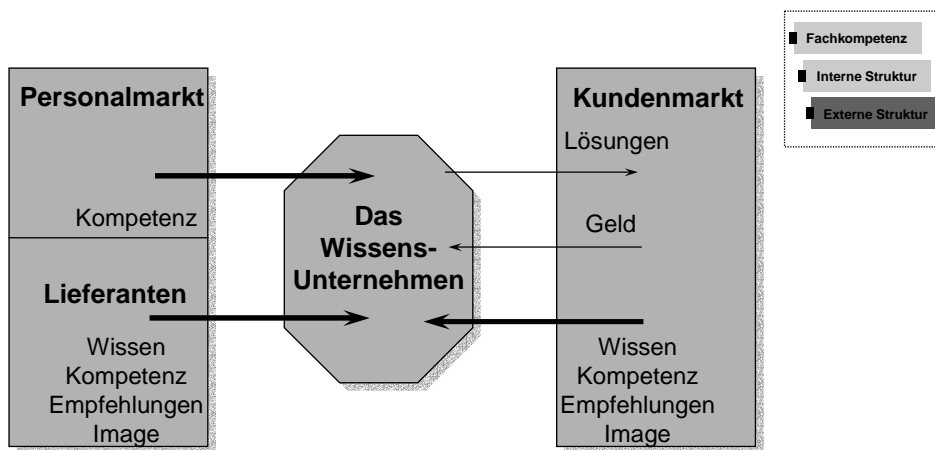 Personalmarkt
Kompetenz
Lieferanten
Wissen
Kompetenz
Empfehlungen
Image
Das
Wissens-
Unternehmen
Kundenmarkt
Lösungen
Geld
Wissen
Kompetenz
Empfehlungen
Image
Fachkompetenz
Interne Struktur
Externe Struktur